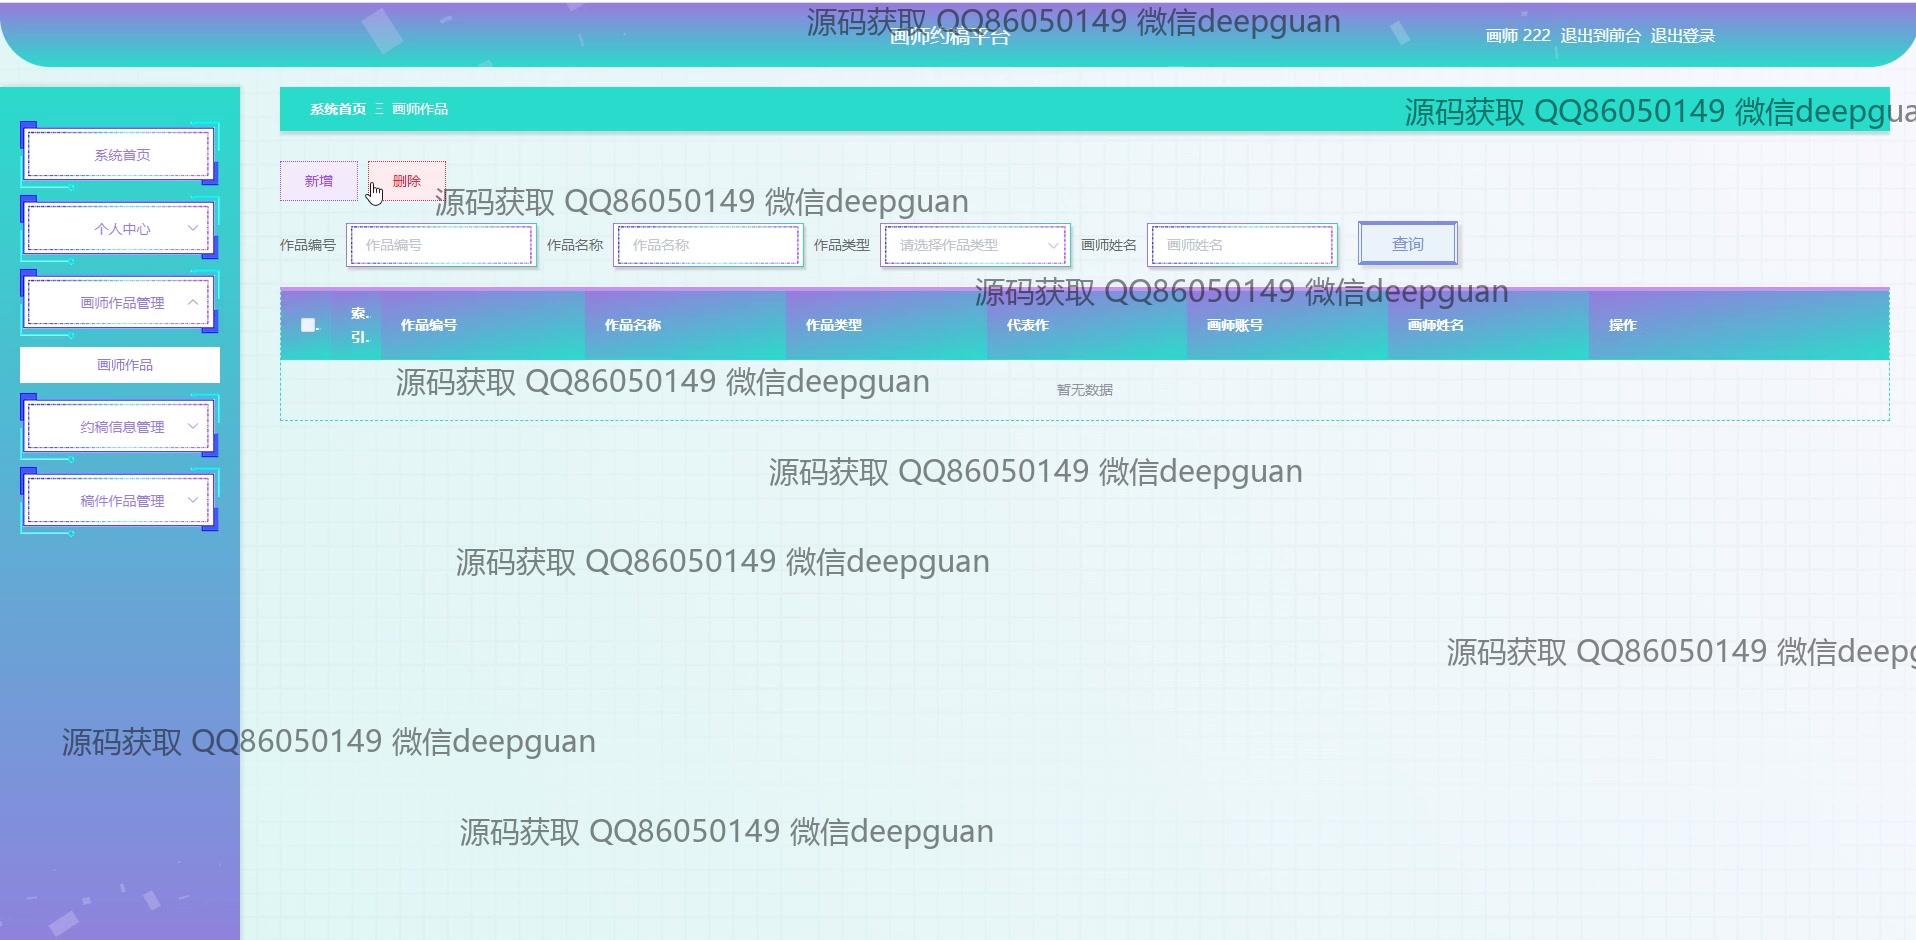 源码获取 QQ86050149 微信deepguan
画师约稿平台
画师 222 退出到前台 退出登录
系统首页 画师作品
源码获取 QQ86050149 微信deepgua
系统首页
新增 删除
源码获取 QQ86050149 微信deepguan
个人中心
作品编号 作品编号 作品名称 作品名称 作品类型 请选择作品类型 画师姓名 画师姓名 查询
源码获取 QQ86050149 微信deepguan
画师作品管理
索..
引..
作品编号 作品名称 作品类型 代表作 画师账号 画师姓名 操作
画师作品
源码获取 QQ86050149 微信deepguan
暂无数据
约稿信息管理
源码获取 QQ86050149 微信deepguan
稿件作品管理
源码获取 QQ86050149 微信deepguan
源码获取 QQ86050149 微信deepg
源码获取 QQ86050149 微信deepguan
源码获取 QQ86050149 微信deepguan